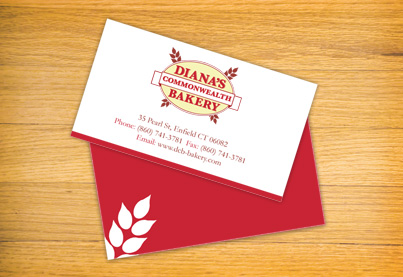 DIANA'S
COMMONWEALTH
BAKERY
35 Pearl St, Enfield CT 06082
Phone: (860) 741-3781 Fax: (860) 741-3781
Email: www.dcb-bakery.com